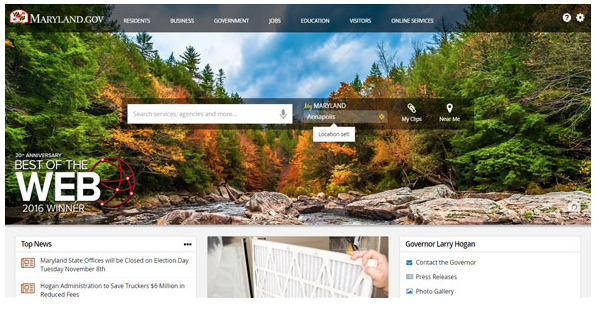 MARYLAND.GOV
RESIDENTS
BUSINESS
GOVERNMENT
JOBS
EDUCATION
VISITORS
ONLINE SERVICES
?
Search services, agencies and more...
My MARYLAND
Annapolis
Location set!
My Clips
Near Me
20th ANNIVERSARY
BEST OF THE
WEB
2016 WINNER
Top News
Maryland State Offices will be Closed on Election Day
Tuesday November 8th
Hogan Administration to Save Truckers $6 Million in
Reduced Fees
Governor Larry Hogan
Contact the Governor
Press Releases
Photo Gallery